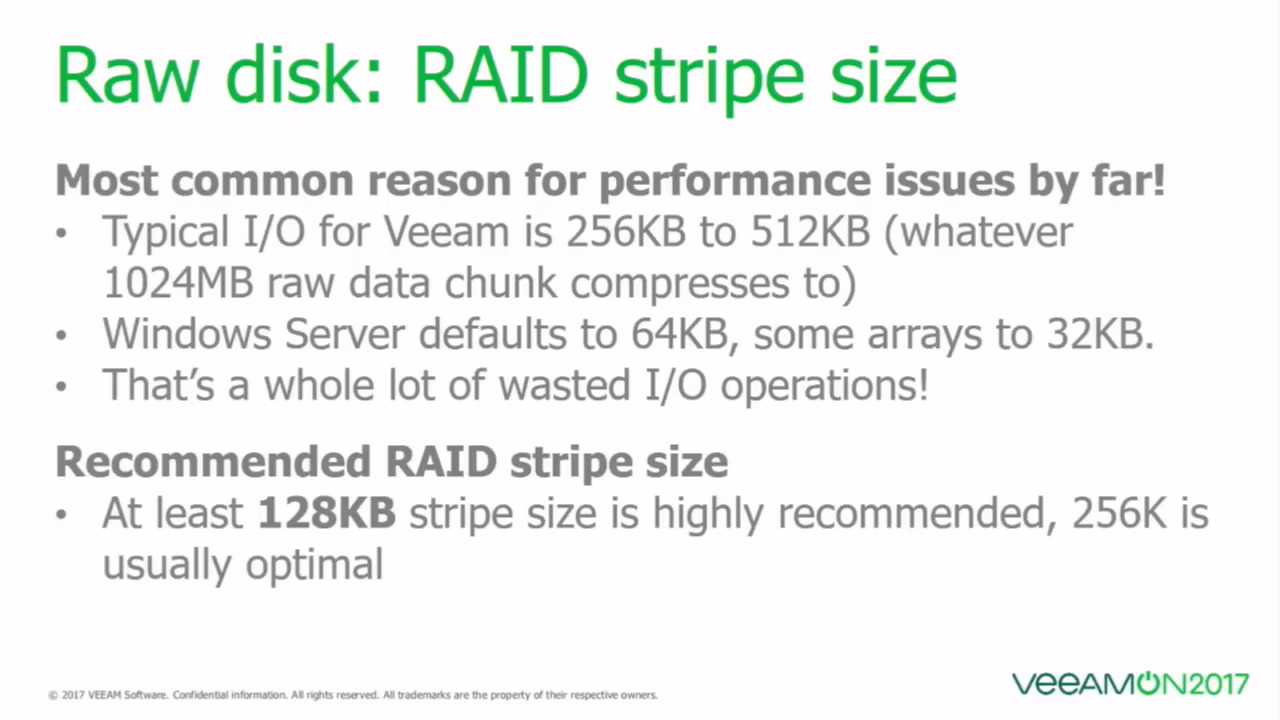 Raw disk: RAID stripe size
Most common reason for performance issues by far!
• Typical I/O for Veeam is 256KB to 512KB (whatever
1024MB raw data chunk compresses to)
• Windows Server defaults to 64KB, some arrays to 32KB.
• That’s a whole lot of wasted I/O operations!
Recommended RAID stripe size
• At least 128KB stripe size is highly recommended, 256K is
usually optimal
© 2017 VEEAM Software. Confidential information. All rights reserved. All trademarks are the property of their respective owners.
VEEAMON2017